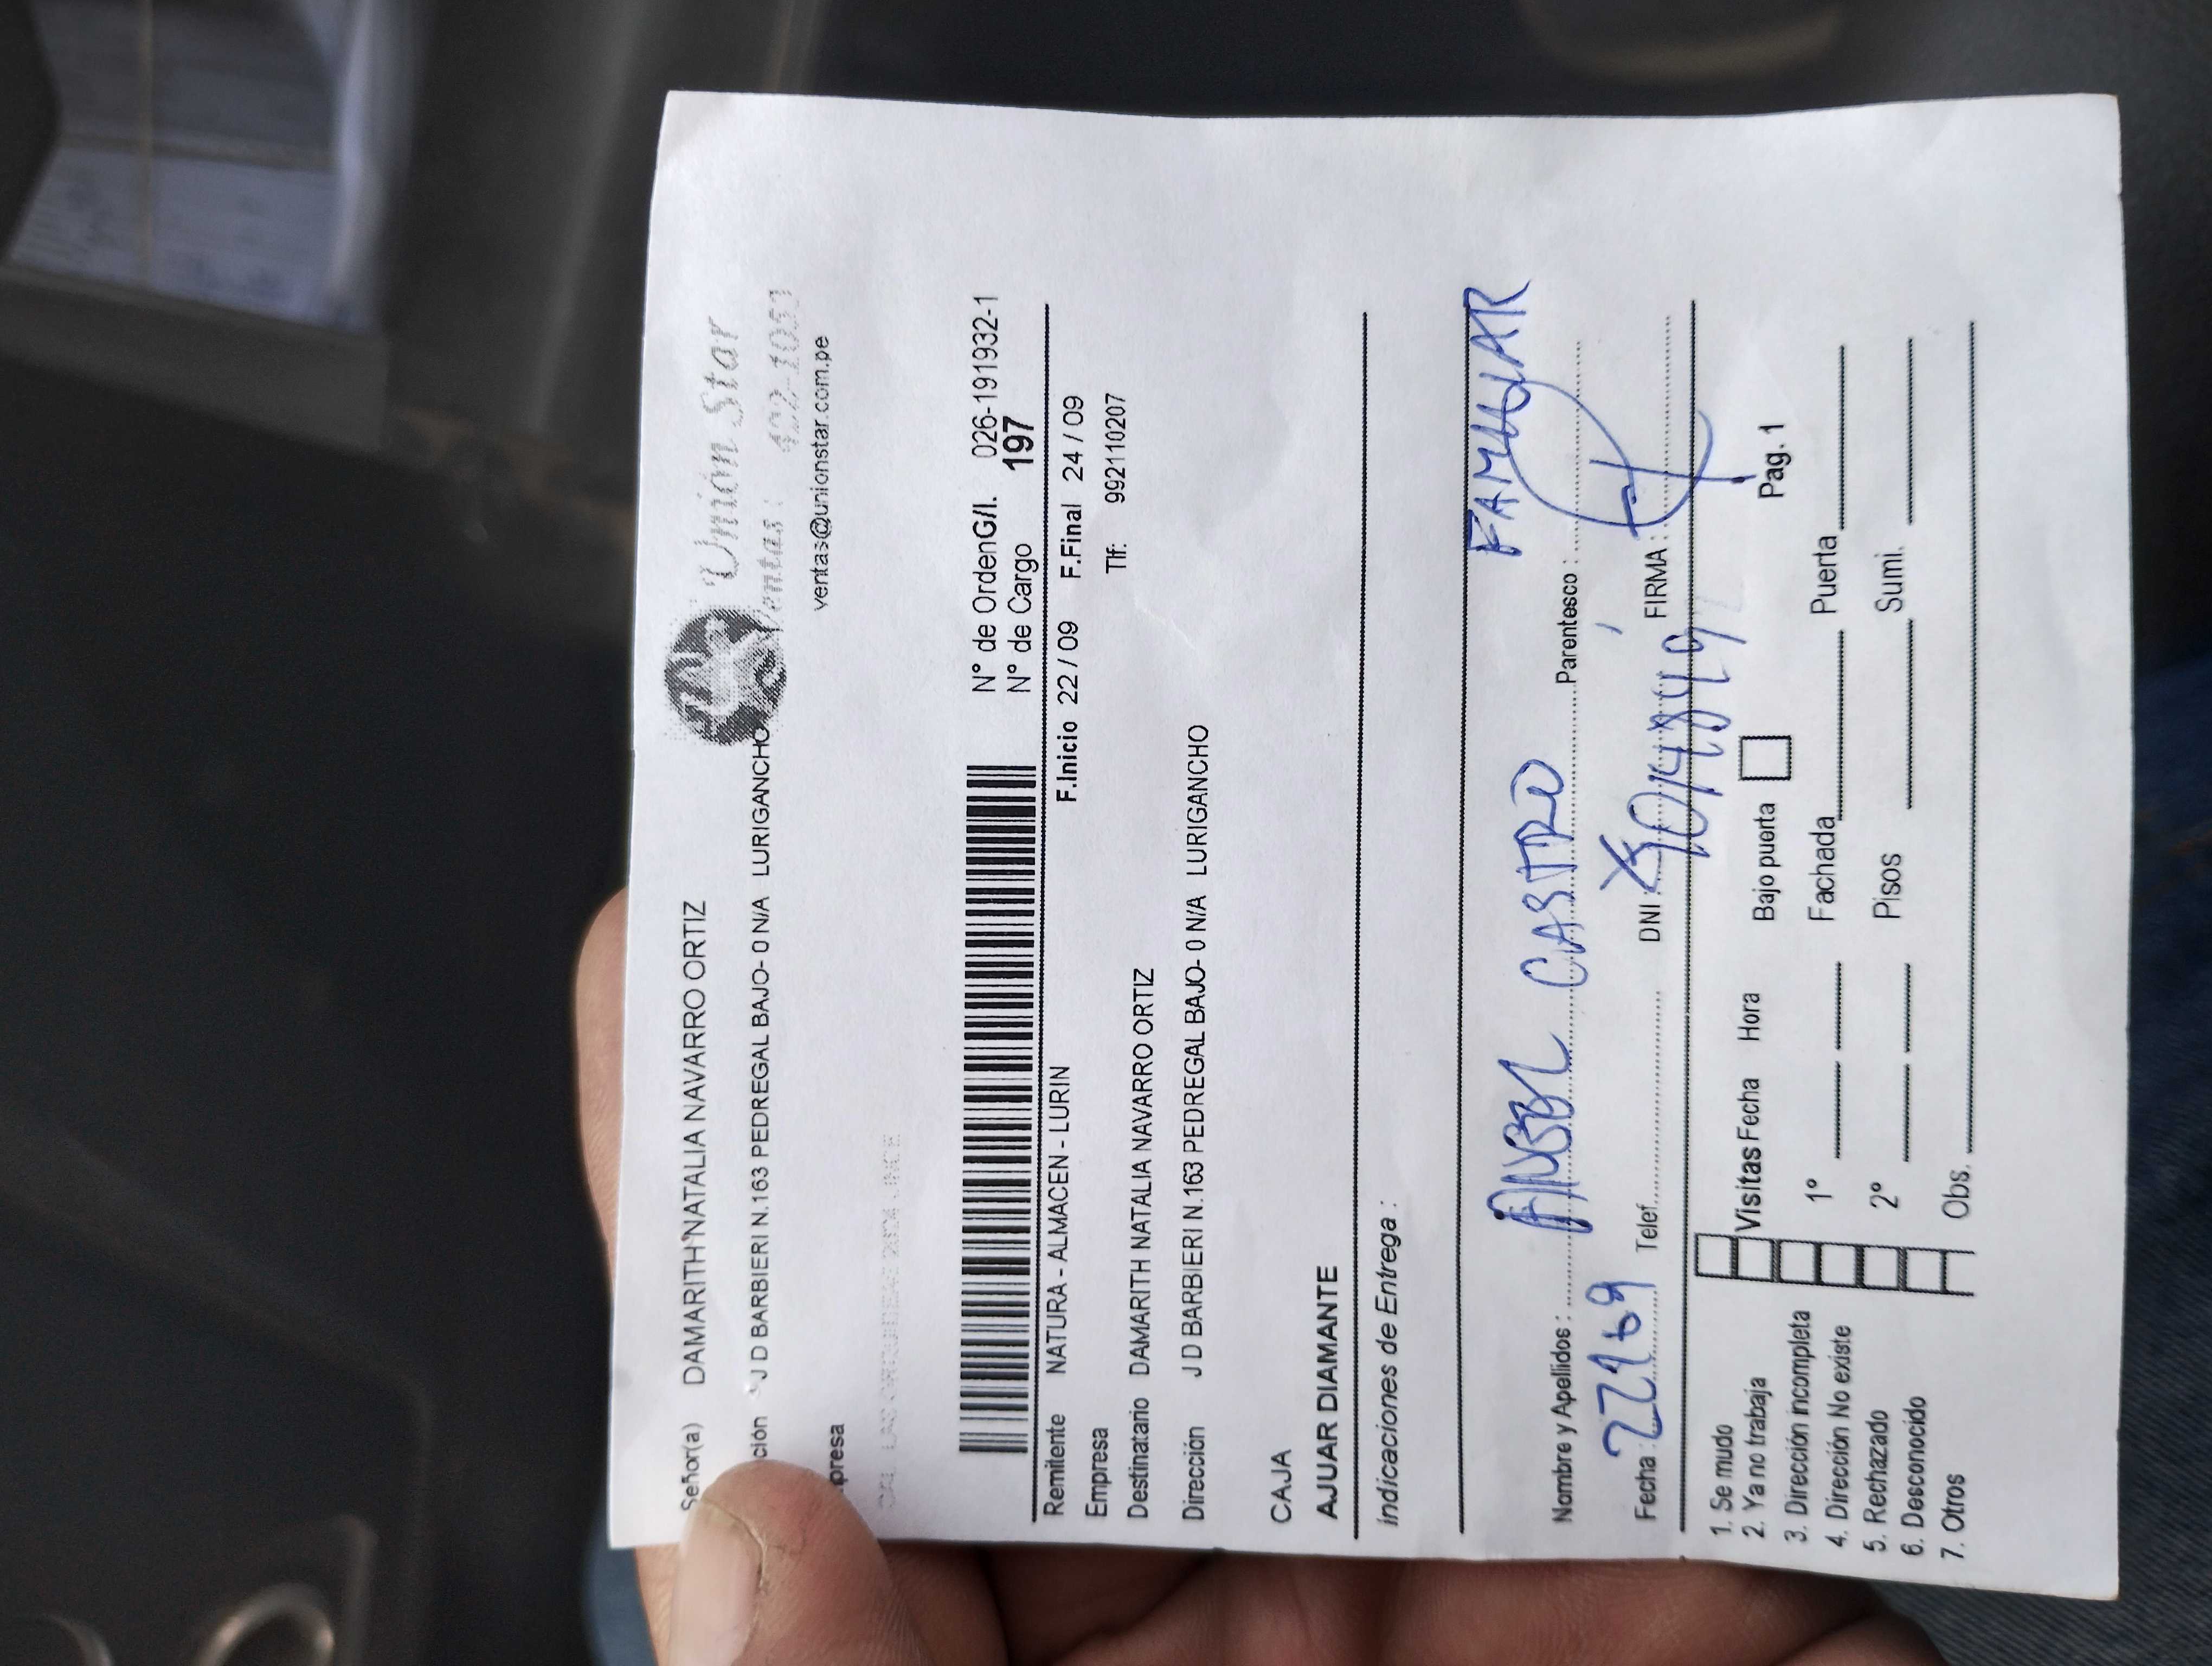 Señor(a) DAMARITH NATALIA NAVARRO ORTIZ
ción J D BARBIERI N.163 PEDREGAL BAJO- 0 N/A LURIGANCHO
presa
Unión Star
Ventas : 422-105
ventas@unionstar.com.pe
N° de OrdenG/I. 026-191932-1
N° de Cargo 197
Remitente NATURA - ALMACEN - LURIN
F.Inicio 22 / 09 F.Final 24 / 09
Empresa
Tlf: 992110207
Destinatario DAMARITH NATALIA NAVARRO ORTIZ
Dirección J D BARBIERI N.163 PEDREGAL BAJO- 0 N/A LURIGANCHO
CAJA
AJUAR DIAMANTE
Indicaciones de Entrega :
Nombre y Apellidos : ANGEL CASTRO Parentesco : FAMILIAR
Fecha : 22/09 Telef. DNI : FIRMA :
1. Se mudo
2. Ya no trabaja Visitas Fecha Hora Bajo puerta Pag. 1
3. Dirección incompleta 1° Fachada Puerta
4. Dirección No existe
5. Rechazado 2° Pisos Sumi.
6. Desconocido
7. Otros Obs.